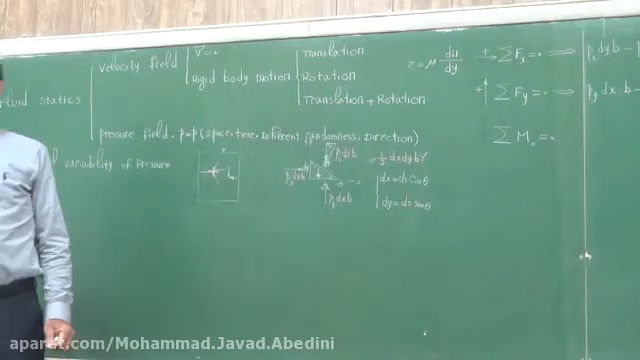 Fluid statics
velocity field
V = 0
Rigid body motion
Translation
Rotation
Translation + Rotation
pressure field. p = p (space, time, Inherent randomness, Direction)
variability of Pressure
τ = μ du/dy
+→ ΣFx = 0 ⟹ Px dy b -
+↑ ΣFy = 0 ⟹ Py dx . b -
ΣM = 0
Ps ds b
½ dx dy b γ
Px dy b
Py dx b
dx = ds Cos θ
dy = ds sin θ
aparat.com/Mohammad.Javad.Abedini